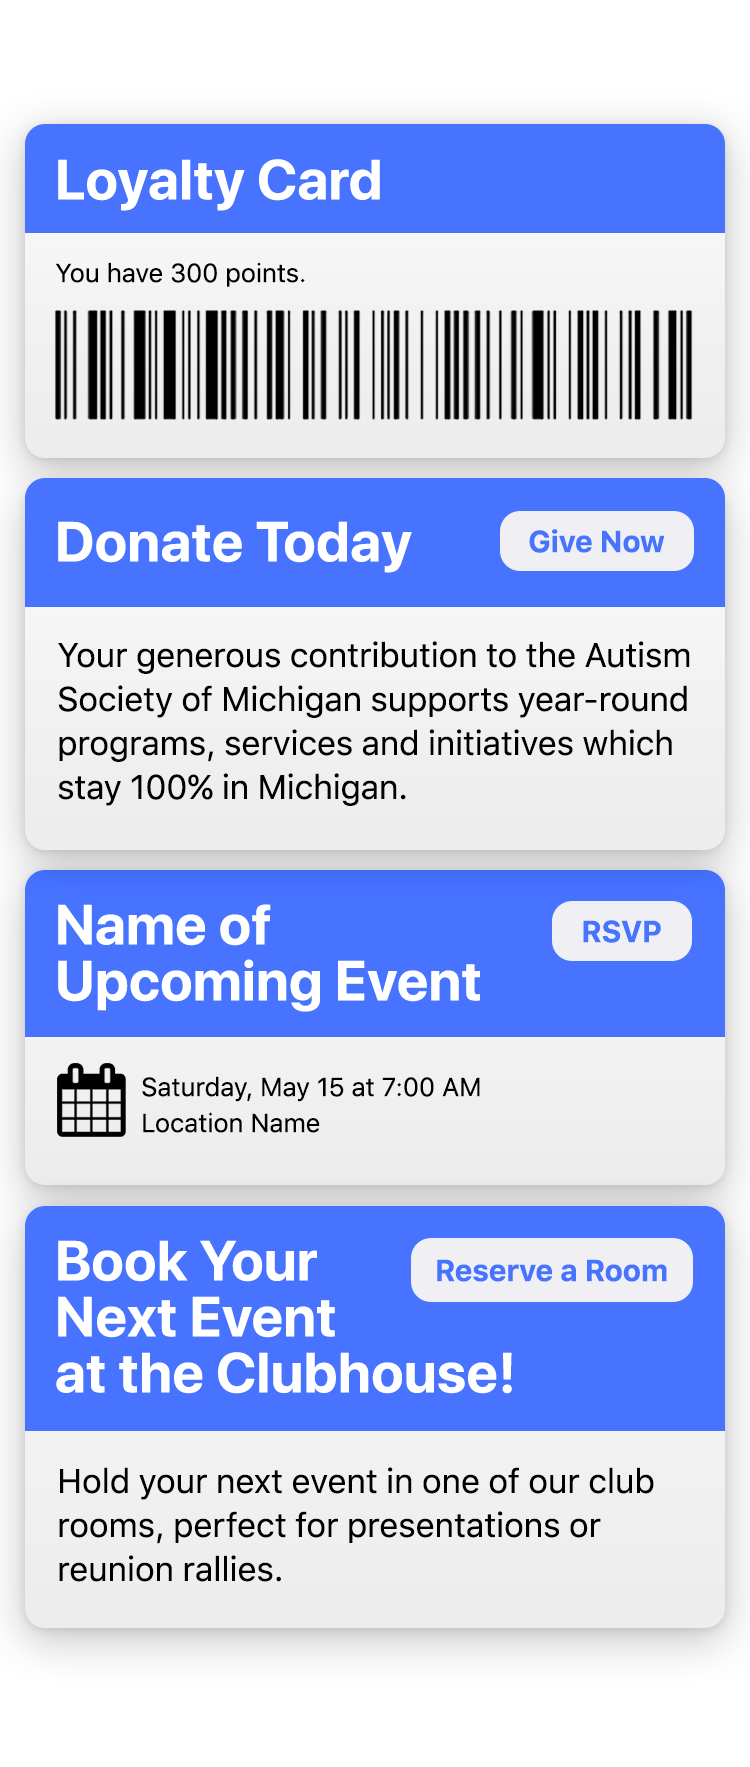 Loyalty Card
You have 300 points.
Donate Today
Give Now
Your generous contribution to the Autism
Society of Michigan supports year-round
programs, services and initiatives which
stay 100% in Michigan.
Name of
Upcoming Event
RSVP
Saturday, May 15 at 7:00 AM
Location Name
Book Your
Next Event
at the Clubhouse!
Reserve a Room
Hold your next event in one of our club
rooms, perfect for presentations or
reunion rallies.